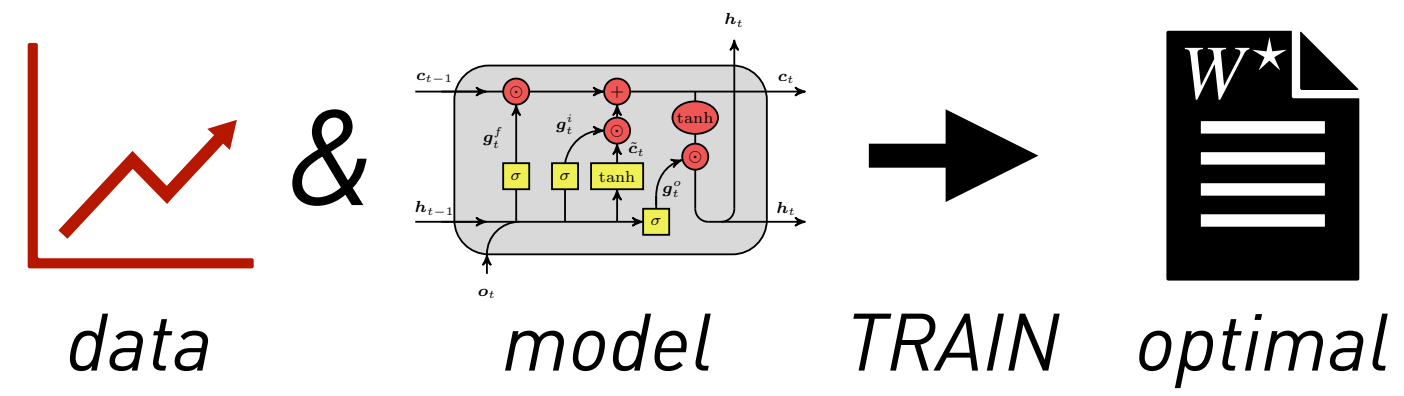 h_t
c_{t-1}
c_t
⊙
+
tanh
g_t^f
g_t^i
⊙
c̃_t
⊙
σ
σ
tanh
g_t^o
h_{t-1}
σ
h_t
o_t
&
W★
data
model
TRAIN
optimal